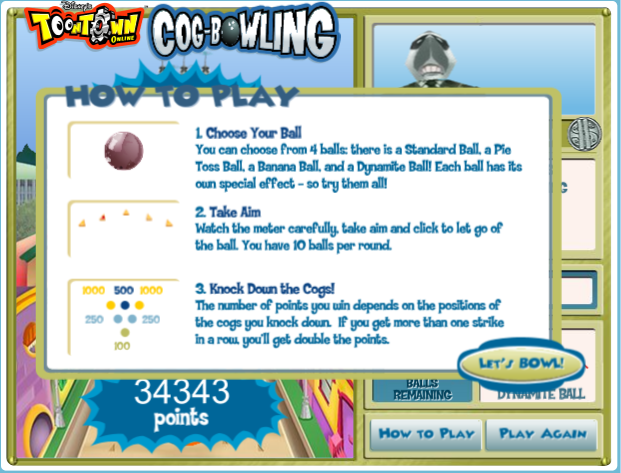 Disney's
TOONTOWN
ONLINE
COG-BOWLING
HOW TO PLAY
1. Choose Your Ball
You can choose from 4 balls: there is a Standard Ball, a Pie
Toss Ball, a Banana Ball, and a Dynamite Ball! Each ball has its
own special effect - so try them all!
2. Take Aim
Watch the meter carefully, take aim and click to let go of
the ball. You have 10 balls per round.
1000 500 1000
250 250
100
3. Knock Down the Cogs!
The number of points you win depends on the positions of
the cogs you knock down. If you get more than one strike
in a row, you'll get double the points.
LET'S BOWL!
34343
points
BALLS
REMAINING
DYNAMITE BALL
HOW TO PLAY
PLAY AGAIN